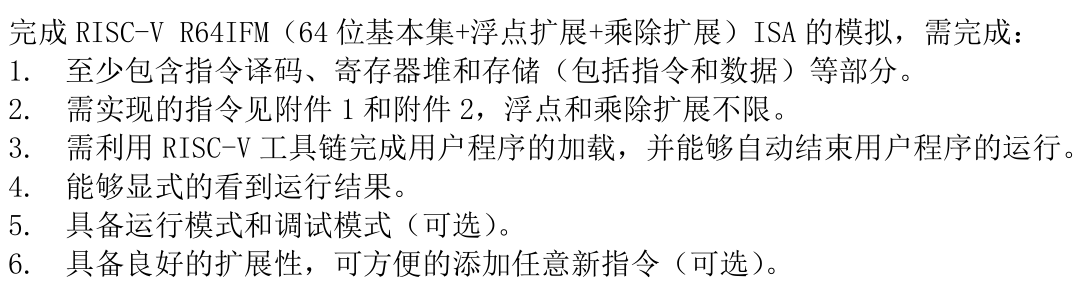 完成 RISC-V R64IFM（64 位基本集+浮点扩展+乘除扩展）ISA 的模拟，需完成：
1. 至少包含指令译码、寄存器堆和存储（包括指令和数据）等部分。
2. 需实现的指令见附件 1 和附件 2，浮点和乘除扩展不限。
3. 需利用 RISC-V 工具链完成用户程序的加载，并能够自动结束用户程序的运行。
4. 能够显式的看到运行结果。
5. 具备运行模式和调试模式（可选）。
6. 具备良好的扩展性，可方便的添加任意新指令（可选）。